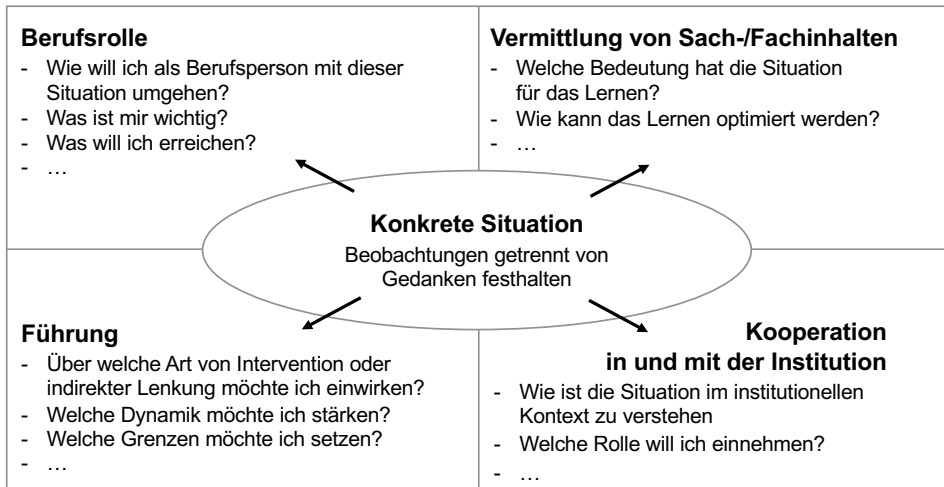 Berufsrolle
- Wie will ich als Berufsperson mit dieser
Situation umgehen?
- Was ist mir wichtig?
- Was will ich erreichen?
- …
Vermittlung von Sach-/Fachinhalten
- Welche Bedeutung hat die Situation
für das Lernen?
- Wie kann das Lernen optimiert werden?
- …
Konkrete Situation
Beobachtungen getrennt von
Gedanken festhalten
Führung
- Über welche Art von Intervention oder
indirekter Lenkung möchte ich einwirken?
- Welche Dynamik möchte ich stärken?
- Welche Grenzen möchte ich setzen?
- …
Kooperation
in und mit der Institution
- Wie ist die Situation im institutionellen
Kontext zu verstehen
- Welche Rolle will ich einnehmen?
- …